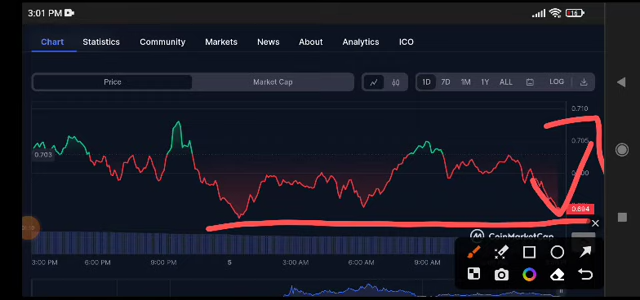 3:01 PM 16
Chart Statistics Community Markets News About Analytics ICO
Price Market Cap 1D 7D 1M 1Y ALL LOG
0.710
0.705
0.703
0.694
CoinMarketCap
3:00 PM 6:00 PM 9:00 PM 5 3:00 AM 6:00 AM 9:00 AM